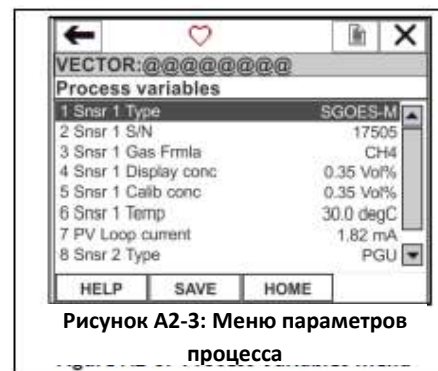 VECTOR:@@@@@@@@
Process variables
1 Snsr 1 Type SGOES-M
2 Snsr 1 S/N 17505
3 Snsr 1 Gas Frmla CH4
4 Snsr 1 Display conc 0.35 Vol%
5 Snsr 1 Calib conc 0.35 Vol%
6 Snsr 1 Temp 30.0 degC
7 PV Loop current 1.82 mA
8 Snsr 2 Type PGU
HELP SAVE HOME
Рисунок A2-3: Меню параметров
процесса